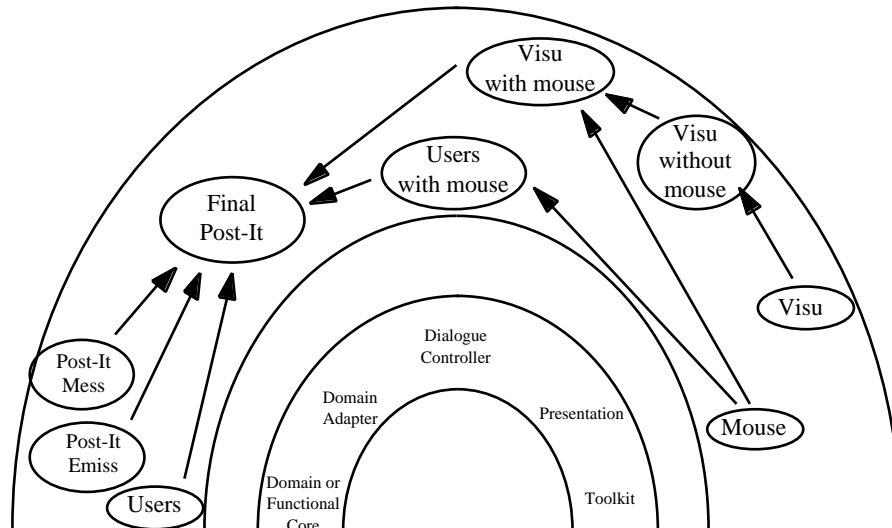 Visu
with mouse
Visu
without
mouse
Users
with mouse
Final
Post-It
Visu
Dialogue
Controller
Post-It
Mess
Domain
Adapter
Presentation
Mouse
Post-It
Emiss
Domain or
Functional
Core
Toolkit
Users